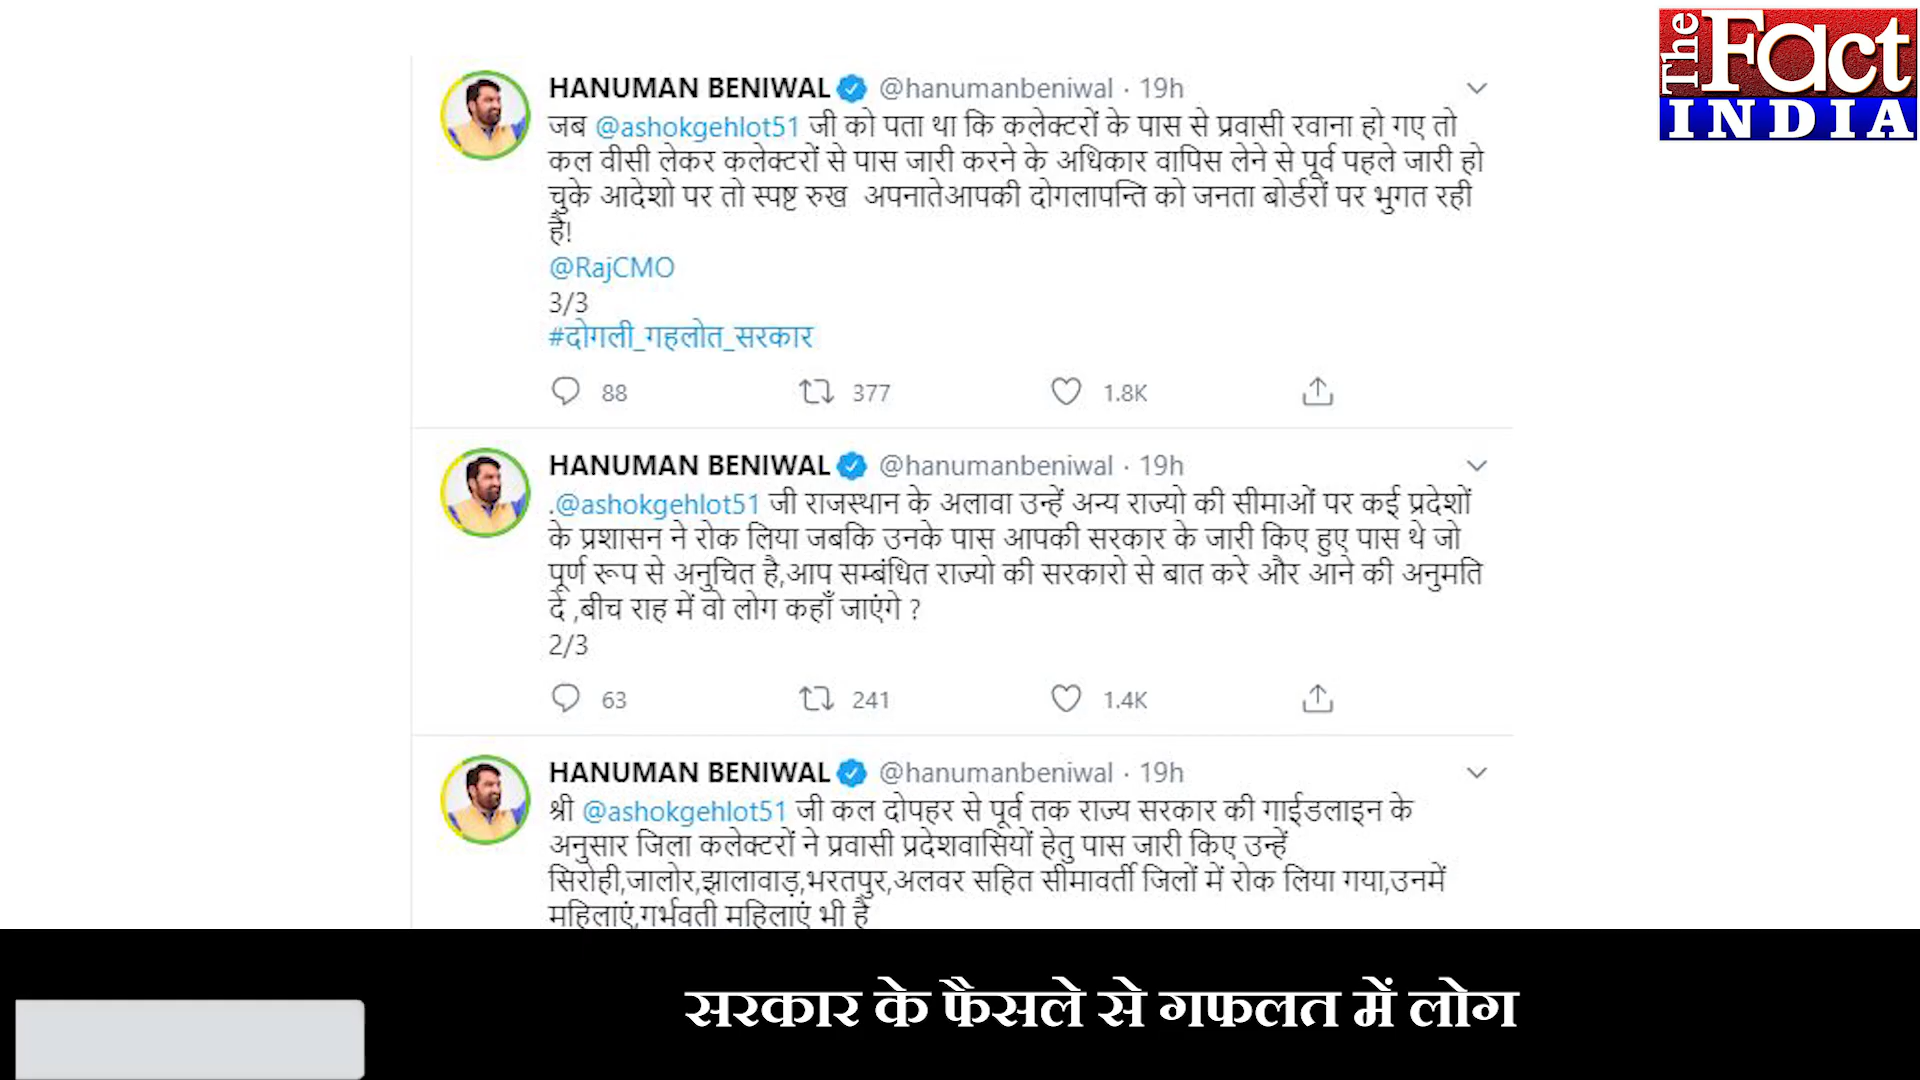 The Fact
INDIA
HANUMAN BENIWAL @hanumanbeniwal · 19h
जब @ashokgehlot51 जी को पता था कि कलेक्टरों के पास से प्रवासी रवाना हो गए तो
कल वीसी लेकर कलेक्टरों से पास जारी करने के अधिकार वापिस लेने से पूर्व पहले जारी हो
चुके आदेशो पर तो स्पष्ट रुख अपनातेआपकी दोगलापन्ति को जनता बोर्डरों पर भुगत रही
है!
@RajCMO
3/3
#दोगली_गहलोत_सरकार
88 377 1.8K
HANUMAN BENIWAL @hanumanbeniwal · 19h
.@ashokgehlot51 जी राजस्थान के अलावा उन्हें अन्य राज्यो की सीमाओं पर कई प्रदेशों
के प्रशासन ने रोक लिया जबकि उनके पास आपकी सरकार के जारी किए हुए पास थे जो
पूर्ण रूप से अनुचित है,आप सम्बंधित राज्यो की सरकारो से बात करे और आने की अनुमति
दे ,बीच राह में वो लोग कहाँ जाएंगे ?
2/3
63 241 1.4K
HANUMAN BENIWAL @hanumanbeniwal · 19h
श्री @ashokgehlot51 जी कल दोपहर से पूर्व तक राज्य सरकार की गाईडलाइन के
अनुसार जिला कलेक्टरों ने प्रवासी प्रदेशवासियों हेतु पास जारी किए उन्हें
सिरोही,जालोर,झालावाड़,भरतपुर,अलवर सहित सीमावर्ती जिलों में रोक लिया गया,उनमें
महिलाएं,गर्भवती महिलाएं भी है
सरकार के फैसले से गफलत में लोग